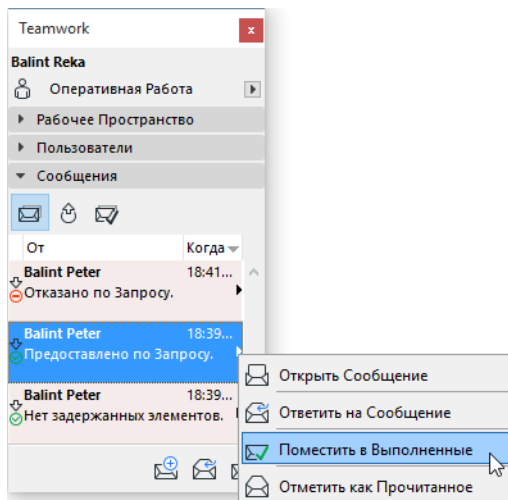 Teamwork
x
Balint Reka
Оперативная Работа
Рабочее Пространство
Пользователи
Сообщения
От Когда
Balint Peter 18:41...
Отказано по Запросу.
Balint Peter 18:39...
Предоставлено по Запросу.
Balint Peter 18:39...
Нет задержанных элементов.
Открыть Сообщение
Ответить на Сообщение
Поместить в Выполненные
Отметить как Прочитанное